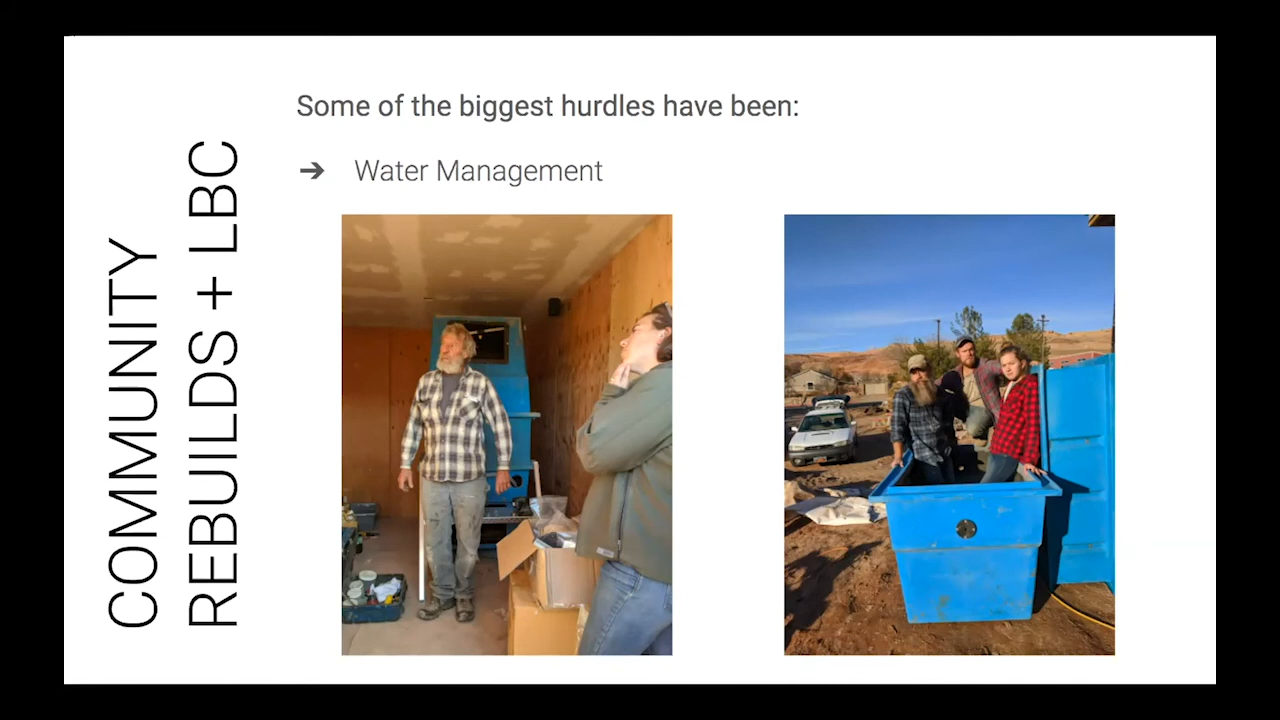 COMMUNITY
REBUILDS + LBC
Some of the biggest hurdles have been:
➔ Water Management